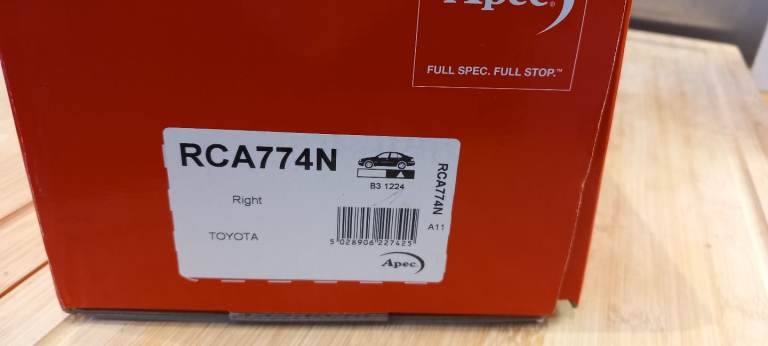 Apec®
FULL SPEC. FULL STOP.™
RCA774N
B3 1224
Right
TOYOTA
5 028906 227425
RCA774N
A11
Apec